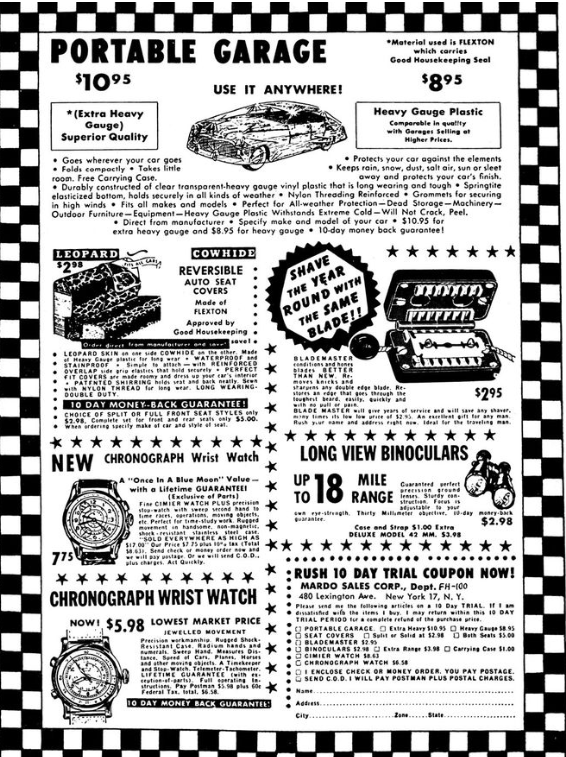 PORTABLE GARAGE
*Material used is FLEXTON
which carries
Good Housekeeping Seal
$10⁹⁵
USE IT ANYWHERE!
$8⁹⁵
*(Extra Heavy
Gauge)
Superior Quality
Heavy Gauge Plastic
Comparable in quality
with Garages Selling at
Higher Prices.
• Goes wherever your car goes
• Folds compactly • Takes little
room. Free Carrying Case.
• Protects your car against the elements
• Keeps rain, snow, dust, salt air, sun or sleet
away and protects your car's finish.
• Durably constructed of clear transparent-heavy gauge vinyl plastic that is long wearing and tough • Springtite
elasticized bottom, holds securely in all kinds of weather • Nylon Threading Reinforced • Grommets for securing
in high winds • Fits all makes and models • Perfect for All-weather Protection—Dead Storage—Machinery—
Outdoor Furniture—Equipment—Heavy Gauge Plastic Withstands Extreme Cold—Will Not Crack, Peel.
• Direct from manufacturer • Specify make and model of your car • $10.95 for
extra heavy gauge and $8.95 for heavy gauge • 10-day money back guarantee!
LEOPARD
COWHIDE
$2.98
FITS ALL CARS!
REVERSIBLE
AUTO SEAT
COVERS
Made of
FLEXTON
Approved by
Good Housekeeping
Order direct from manufacturer and save!
LEOPARD SKIN on one side COWHIDE on the other. Made
of Heavy Gauge plastic for long wear • WATERPROOF and
STAINPROOF • Simple to attach—with REINFORCED
OVERLAP side grip elastics that hold securely • PERFECT
FIT COVERS are made roomy and dress up your car's interior
• PATENTED SHIRRING holds seat and back neatly. Sewn
with NYLON THREAD for long wear. LONG WEARING-
DOUBLE DUTY.
10 DAY MONEY-BACK GUARANTEE!
CHOICE OF SPLIT OR FULL FRONT SEAT STYLES only
$2.98. Complete set for front and rear seats only $5.00.
When ordering specify make of car and style of seat.
SHAVE
THE YEAR
ROUND WITH
THE SAME
BLADE!!
BLADEMASTER
conditions and hones
blades BETTER
THAN NEW. Re-
moves knicks and
sharpens any double-edge blade. Re-
stores an edge that goes through the
toughest beard, easily, quickly and
with no pull or pain.
$2⁹⁵
BLADE MASTER will give years of service and will save any shaver,
many times its low price of $2.95. An excellent gift for any man.
Rush your name and address right now. Ideal for the traveling man.
NEW CHRONOGRAPH Wrist Watch
A "Once In A Blue Moon" Value—
with a Lifetime GUARANTEE!
(Exclusive of Parts)
Fine CIMIER WATCH PLUS precision
stop-watch with sweep second hand to
time races, operations, moving objects,
etc. Perfect for time-study work. Rugged
movement in handsome, non-magnetic,
shock-resistant stainless steel case.
"SOLD EVERYWHERE AS HIGH AS
$17.00" Our Price $7.75 plus 10% tax (Total
$8.63). Send check or money order now and
we will pay postage. Or we will send C.O.D.,
plus charges. Act Quickly.
7⁷⁵
LONG VIEW BINOCULARS
UP TO 18 MILE RANGE
Guaranteed perfect
precision ground
lenses. Sturdy con-
struction. Focus is
adjustable to your
own eye-strength. Thirty Millimeter objective. 10-day money-back
guarantee.
$2.98
Case and Strap $1.00 Extra
DELUXE MODEL 42 MM. $3.98
CHRONOGRAPH WRIST WATCH
NOW! $5.98 LOWEST MARKET PRICE
JEWELLED MOVEMENT
Precision workmanship. Rugged Shock-
Resistant Case. Radium hands and
numerals. Sweep Hand. Measures Dis-
tance, Speed of Cars, Planes, Horses
and other moving objects. A Timekeeper
and Stop-Watch. Telemeter-Tachometer.
LIFETIME GUARANTEE (with ex-
ception-of-parts). Full operating In-
structions. Pay Postman $5.98 plus 60¢
Federal Tax. total, $6.58.
10 DAY MONEY BACK GUARANTEE!
RUSH 10 DAY TRIAL COUPON NOW!
MARDO SALES CORP., Dept. FH-100
480 Lexington Ave. New York 17, N. Y.
Please send me the following articles on a 10 Day TRIAL. If I am
dissatisfied with the items I buy, I may return within this 10 DAY
TRIAL PERIOD for a complete refund of the purchase price.
□ PORTABLE GARAGE. □ Extra Heavy $10.95 □ Heavy Gauge $8.95
□ SEAT COVERS □ Split or Solid at $2.98 □ Both Seats $5.00
□ BLADEMASTER $2.95
□ BINOCULARS $2.98 □ Extra Range $3.98 □ Carrying Case $1.00
□ CIMIER WATCH $8.63
□ CHRONOGRAPH WATCH $6.58
□ I ENCLOSE CHECK OR MONEY ORDER. YOU PAY POSTAGE.
□ SEND C.O.D. I WILL PAY POSTMAN PLUS POSTAL CHARGES.
Name
Address
City Zone State